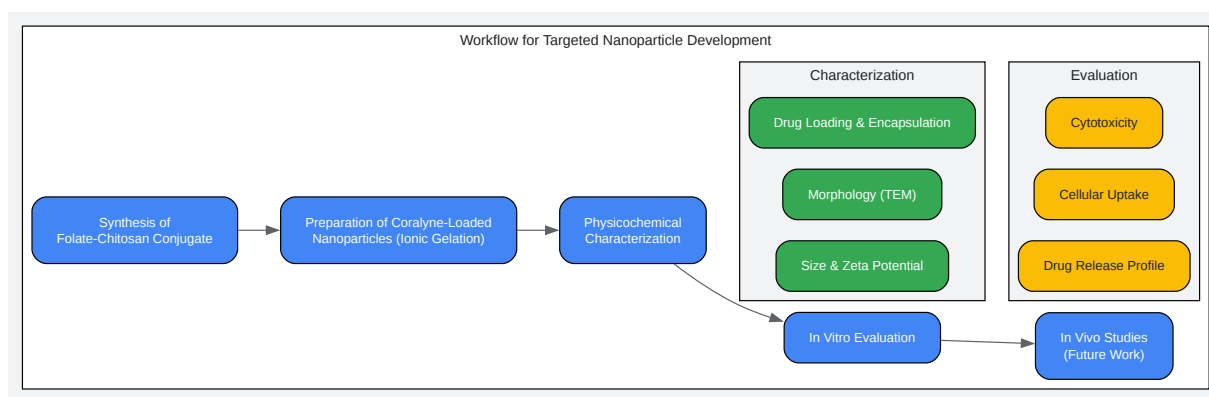 Workflow for Targeted Nanoparticle Development
Synthesis of
Folate-Chitosan Conjugate
Preparation of Coralyne-Loaded
Nanoparticles (Ionic Gelation)
Physicochemical
Characterization
Characterization
Drug Loading & Encapsulation
Morphology (TEM)
Size & Zeta Potential
Evaluation
Cytotoxicity
Cellular Uptake
Drug Release Profile
In Vitro Evaluation
In Vivo Studies
(Future Work)